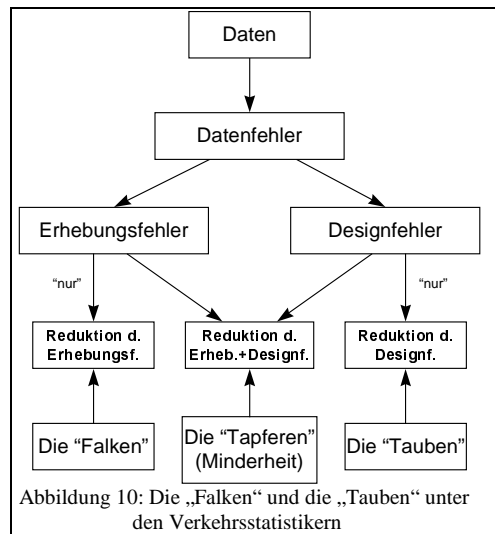 Daten
Datenfehler
Erhebungsfehler
Designfehler
“nur”
“nur”
Reduktion d.
Erhebungsf.
Reduktion d.
Erheb.+Designf.
Reduktion d.
Designf.
Die “Falken”
Die “Tapferen”
(Minderheit)
Die “Tauben”
Abbildung 10: Die „Falken“ und die „Tauben“ unter
den Verkehrsstatistikern